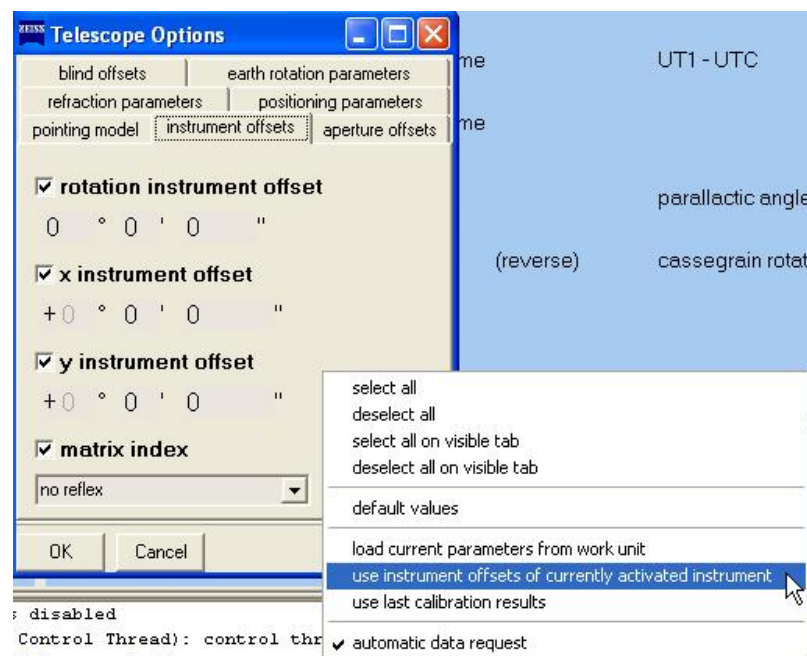 ZEISS Telescope Options
blind offsets earth rotation parameters
refraction parameters positioning parameters
pointing model instrument offsets aperture offsets
rotation instrument offset
0 ° 0 ' 0 "
x instrument offset
+0 ° 0 ' 0 "
y instrument offset
+0 ° 0 ' 0 "
matrix index
no reflex
OK Cancel
me UT1 - UTC
me
parallactic angle
(reverse) cassegrain rotat
select all
deselect all
select all on visible tab
deselect all on visible tab
default values
load current parameters from work unit
use instrument offsets of currently activated instrument
use last calibration results
automatic data request
disabled
Control Thread): control thr